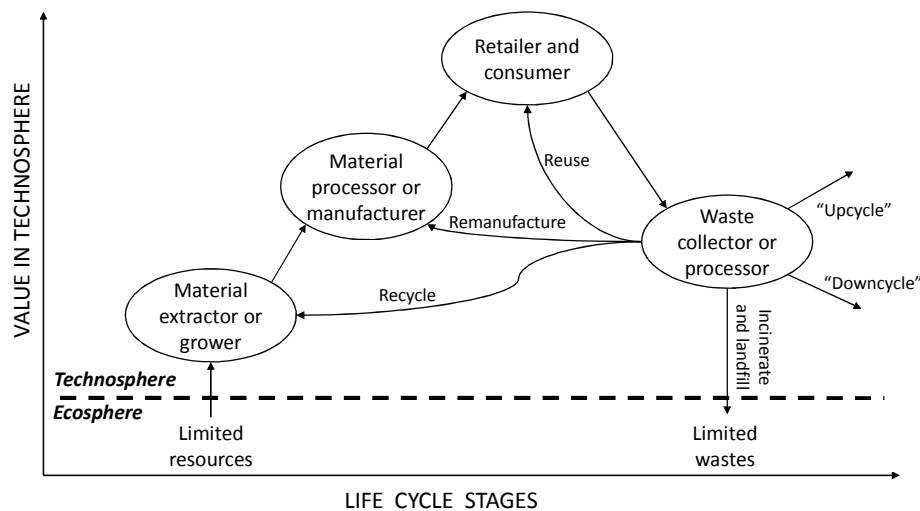 VALUE IN TECHNOSPHERE
Retailer and
consumer
Material
processor or
manufacturer
Reuse
"Upcycle"
Remanufacture
Waste
collector or
processor
Material
extractor or
grower
Recycle
"Downcycle"
Incinerate
and landfill
Technosphere
Ecosphere
Limited
resources
Limited
wastes
LIFE CYCLE STAGES